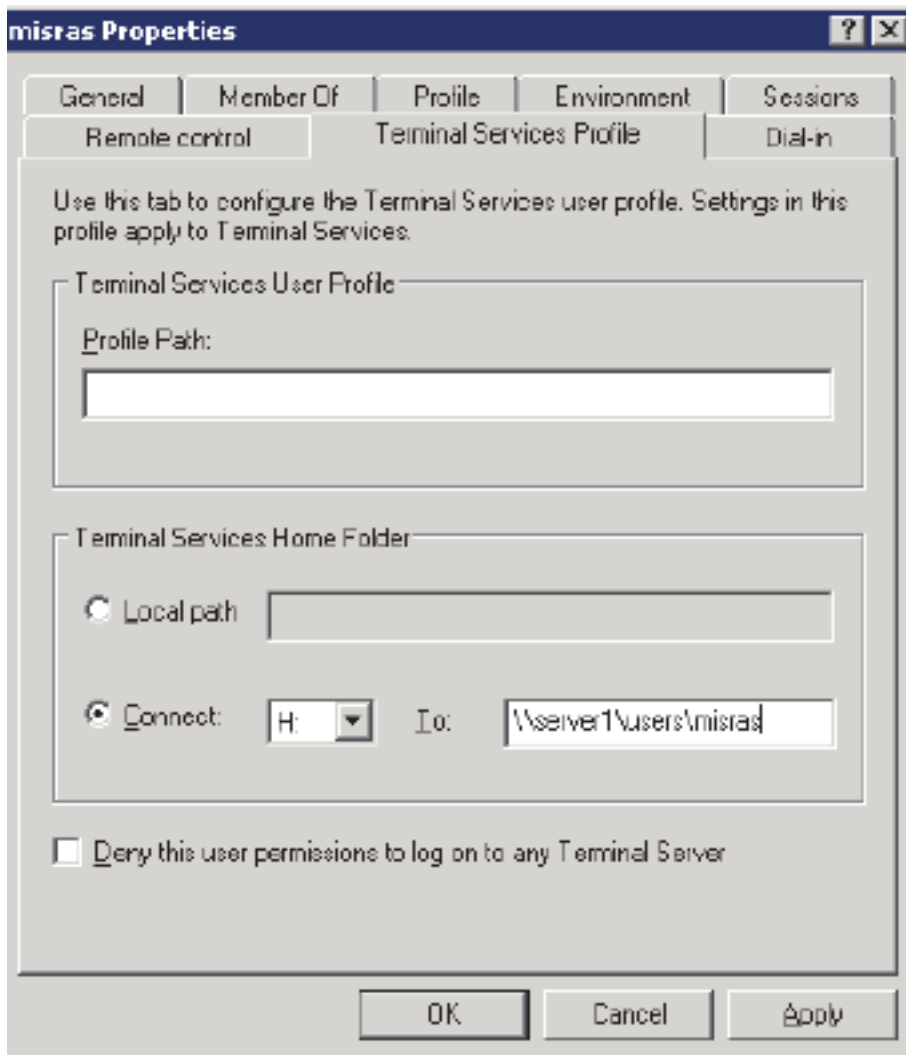 misras Properties
General Member Of Profile Environment Sessions
Remote control Terminal Services Profile Dial-in
Use this tab to configure the Terminal Services user profile. Settings in this
profile apply to Terminal Services.
Terminal Services User Profile
Profile Path:
Terminal Services Home Folder
Local path
Connect: H: To: \\server1\users\misras
Deny this user permissions to log on to any Terminal Server
OK Cancel Apply